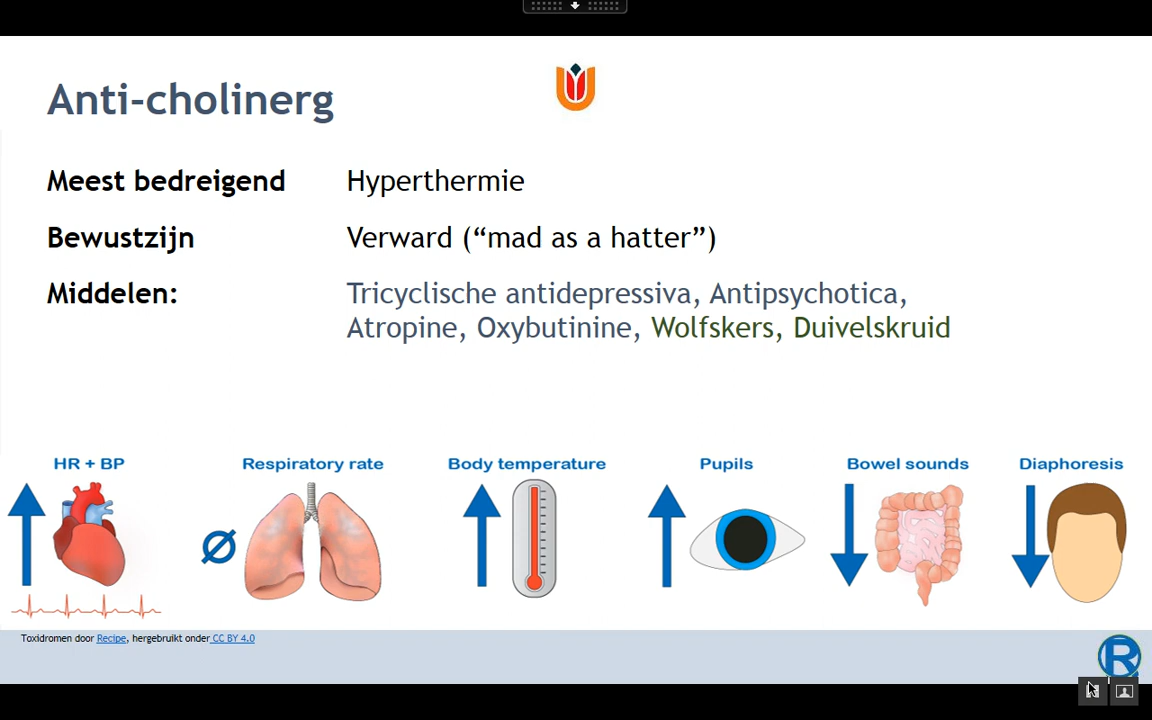 Anti-cholinerg
Meest bedreigend Hyperthermie
Bewustzijn Verward (“mad as a hatter”)
Middelen: Tricyclische antidepressiva, Antipsychotica,
Atropine, Oxybutinine, Wolfskers, Duivelskruid
HR + BP Respiratory rate Body temperature Pupils Bowel sounds Diaphoresis
Ø
Toxidromen door Recipe, hergebruikt onder CC BY 4.0
R